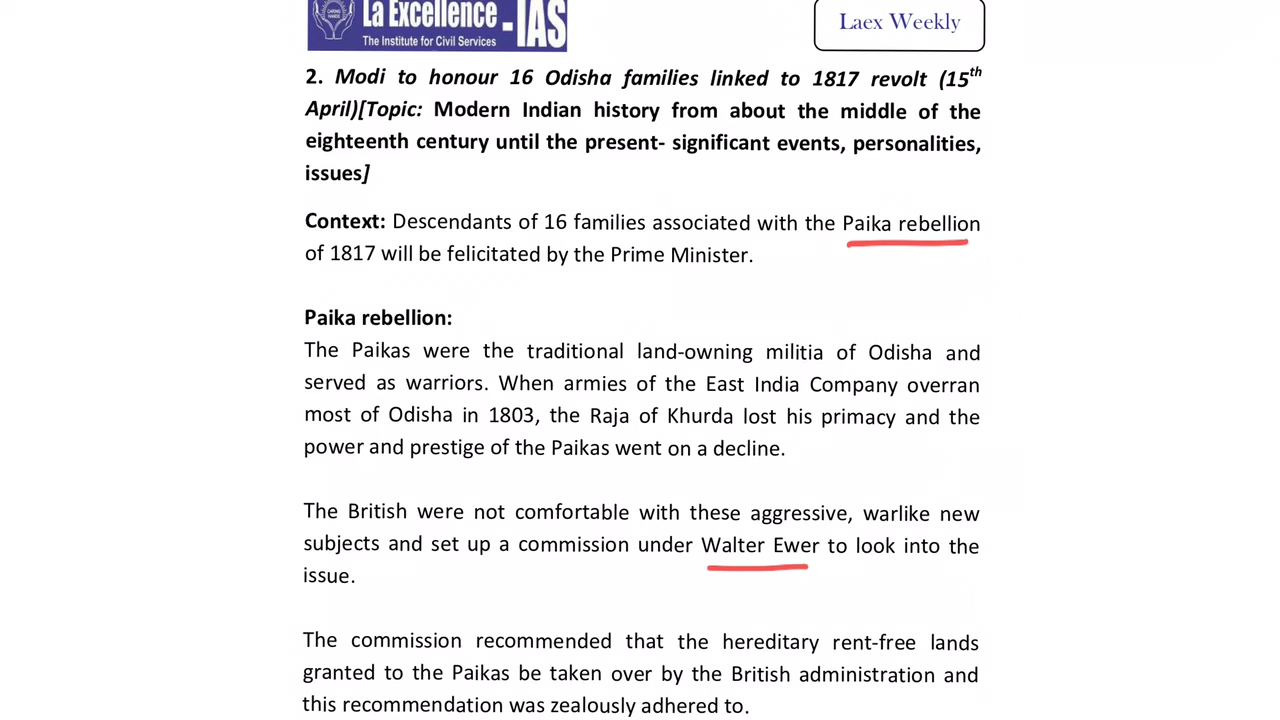 CARING HANDS
La Excellence -IAS
The Institute for Civil Services
Laex Weekly
2. Modi to honour 16 Odisha families linked to 1817 revolt (15th
April)[Topic: Modern Indian history from about the middle of the
eighteenth century until the present- significant events, personalities,
issues]
Context: Descendants of 16 families associated with the Paika rebellion
of 1817 will be felicitated by the Prime Minister.
Paika rebellion:
The Paikas were the traditional land-owning militia of Odisha and
served as warriors. When armies of the East India Company overran
most of Odisha in 1803, the Raja of Khurda lost his primacy and the
power and prestige of the Paikas went on a decline.
The British were not comfortable with these aggressive, warlike new
subjects and set up a commission under Walter Ewer to look into the
issue.
The commission recommended that the hereditary rent-free lands
granted to the Paikas be taken over by the British administration and
this recommendation was zealously adhered to.